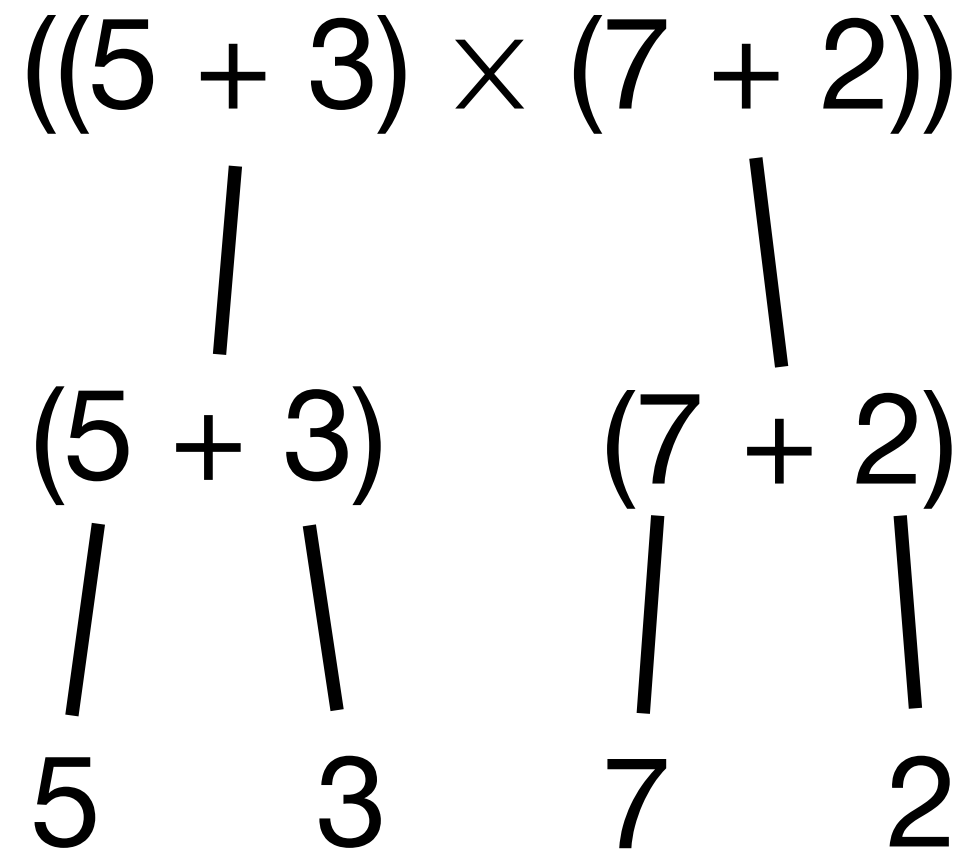 ((5 + 3) × (7 + 2))
(5 + 3) (7 + 2)
5 3 7 2